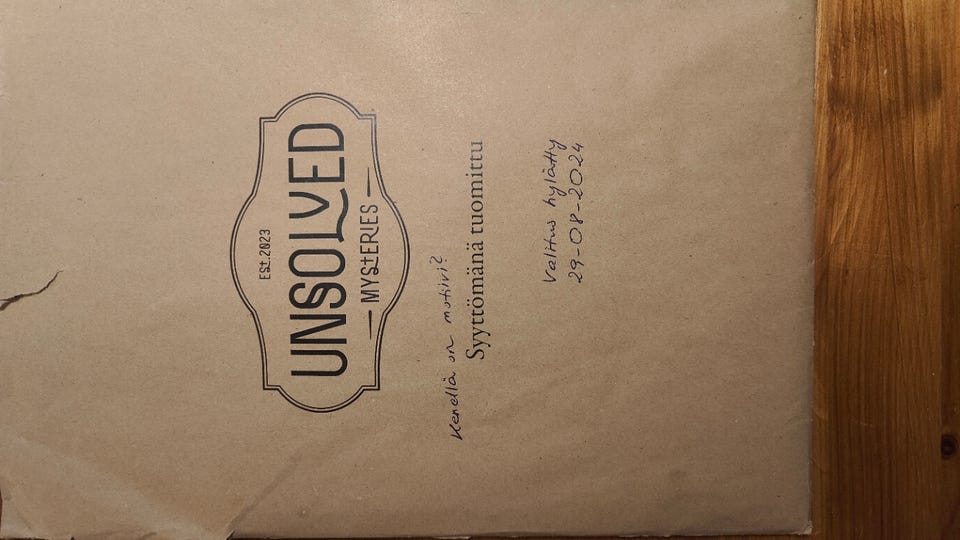 EST.2023
UNSOLVED
MYSTERIES
Kenellä on motiivi?
Syyttömänä tuomittu
Valitus hylätty
29-08-2024